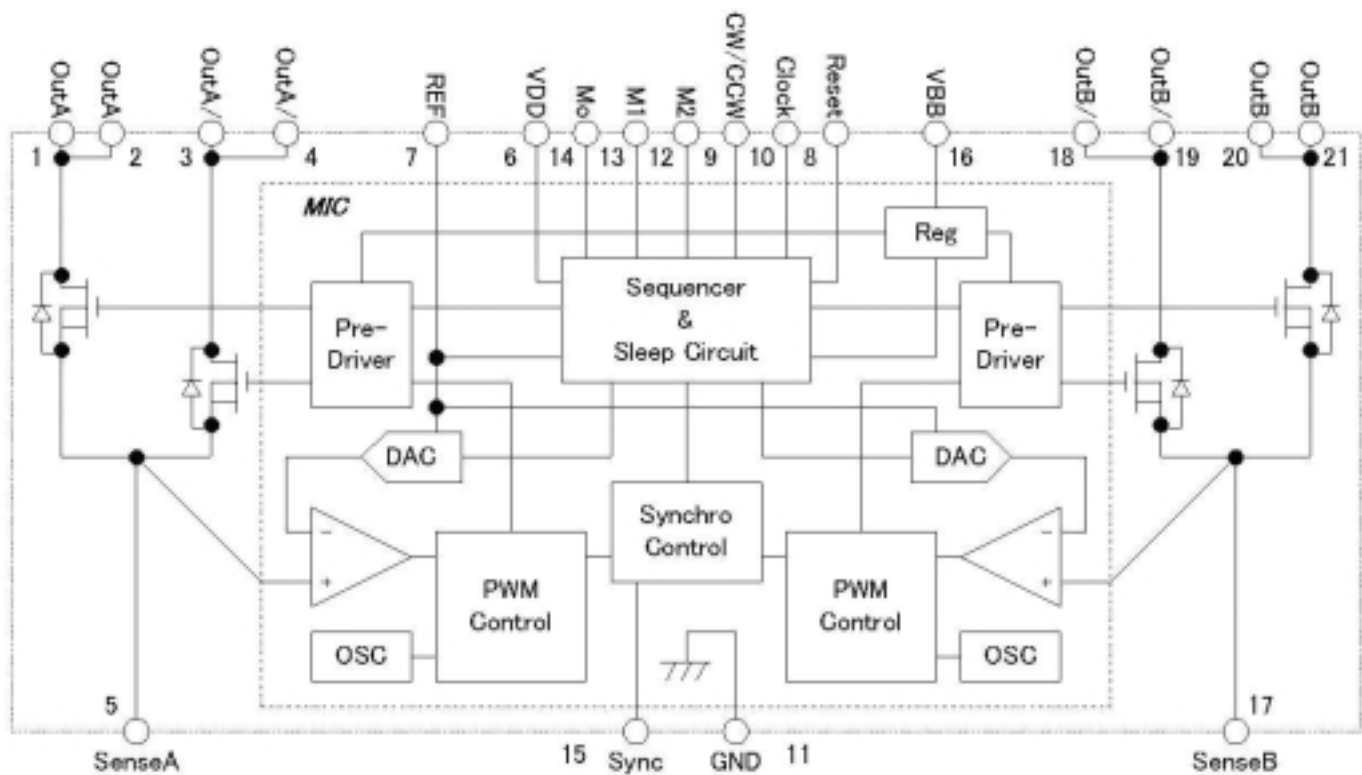 OutA
OutA
OutA/
OutA/
REF
VDD
Mo
M1
M2
CW/CCW
Clock
Reset
VBB
OutB/
OutB/
OutB
OutB
1
2
3
4
7
6
14
13
12
9
10
8
16
18
19
20
21
MIC
Reg
Pre-
Driver
Sequencer
&
Sleep Circuit
Pre-
Driver
DAC
DAC
Synchro
Control
-
+
-
+
PWM
Control
PWM
Control
OSC
OSC
5
SenseA
15
Sync
GND
11
17
SenseB